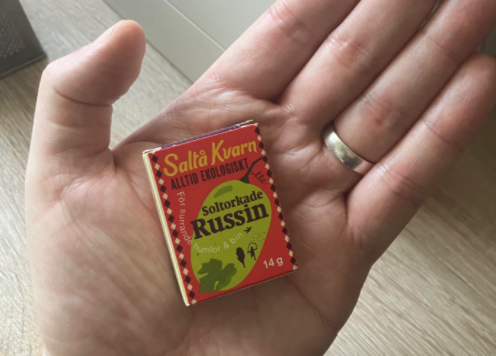 Saltå Kvarn
ALLTID EKOLOGISKT
Soltorkade
Russin
14 g